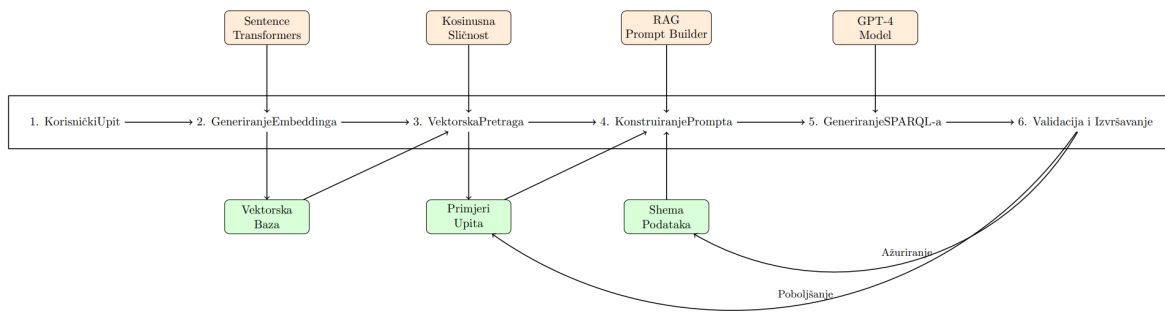 Sentence
Transformers
Kosinusna
Sličnost
RAG
Prompt Builder
GPT-4
Model
1. KorisničkiUpit
2. GeneriranjeEmbeddinga
3. VektorskaPretraga
4. KonstruiranjePrompta
5. GeneriranjeSPARQL-a
6. Validacija i Izvršavanje
Vektorska
Baza
Primjeri
Upita
Shema
Podataka
Ažuriranje
Poboljšanje